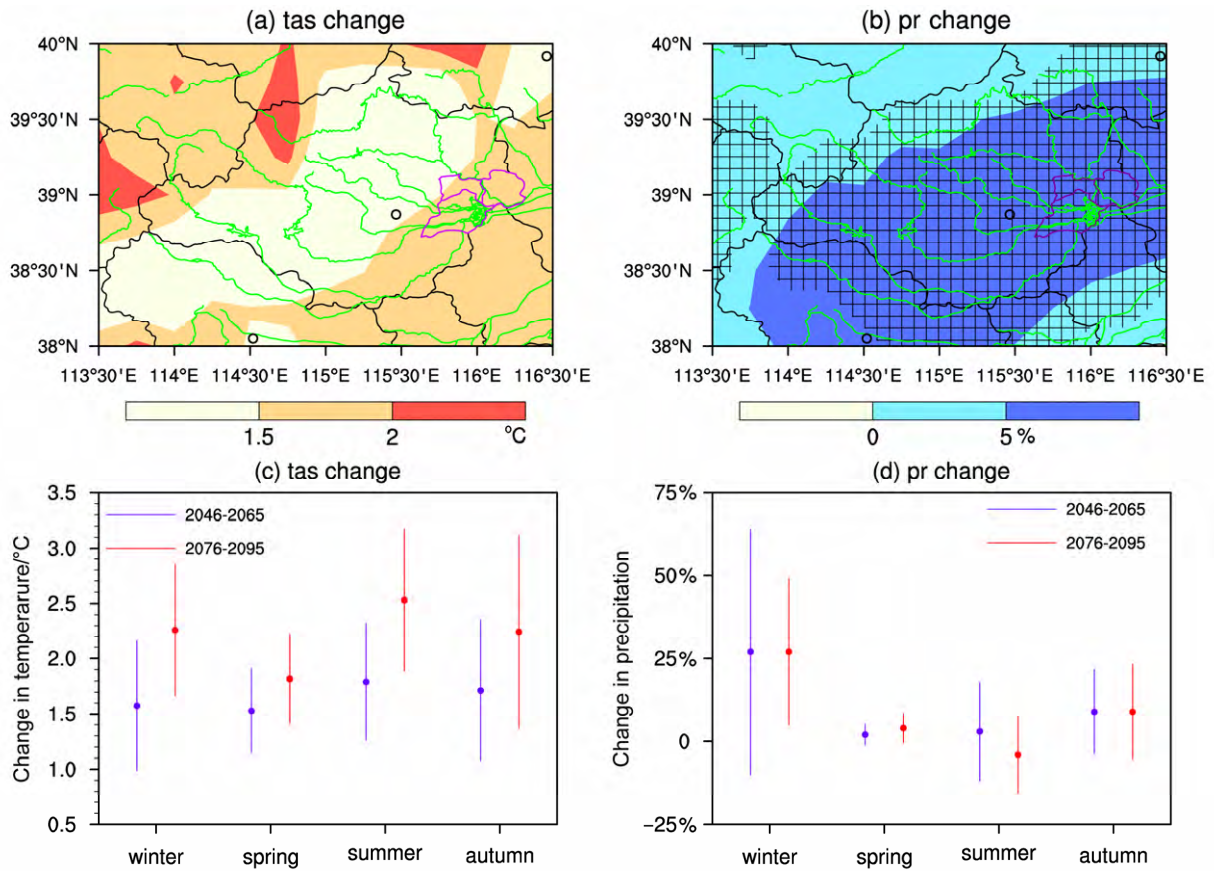 (a) tas change
(b) pr change
40°N
39°30'N
39°N
38°30'N
38°N
113°30'E 114°E 114°30'E 115°E 115°30'E 116°E 116°30'E
1.5 2 °C
40°N
39°30'N
39°N
38°30'N
38°N
113°30'E 114°E 114°30'E 115°E 115°30'E 116°E 116°30'E
0 5 %
(c) tas change
Change in temperarure/°C
3.5
3.0
2.5
2.0
1.5
1.0
0.5
2046-2065
2076-2095
winter spring summer autumn
(d) pr change
Change in precipitation
75%
50%
25%
0
-25%
2046-2065
2076-2095
winter spring summer autumn